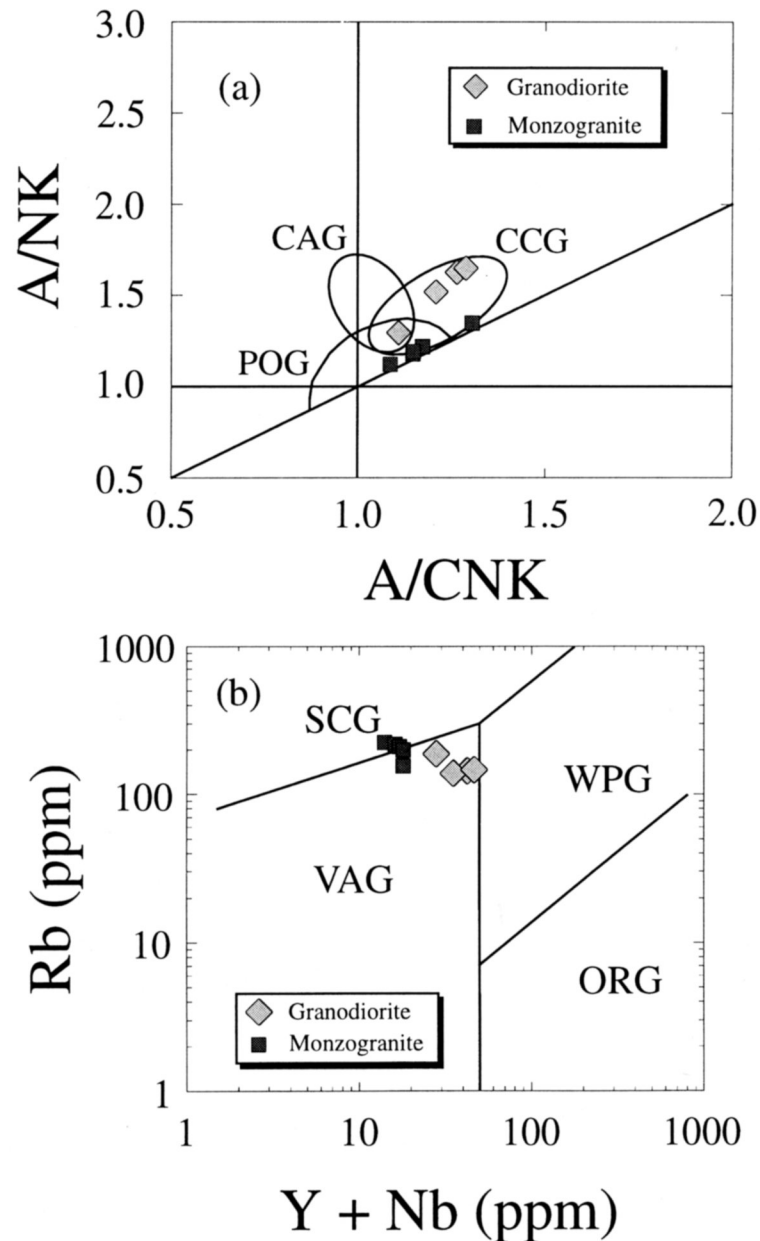 3.0
(a)
Granodiorite
Monzogranite
2.5
2.0
CAG
CCG
A/NK
1.5
POG
1.0
0.5
0.5
1.0
1.5
2.0
A/CNK
1000
(b)
SCG
WPG
100
VAG
Rb (ppm)
10
ORG
Granodiorite
Monzogranite
1
1
10
100
1000
Y + Nb (ppm)